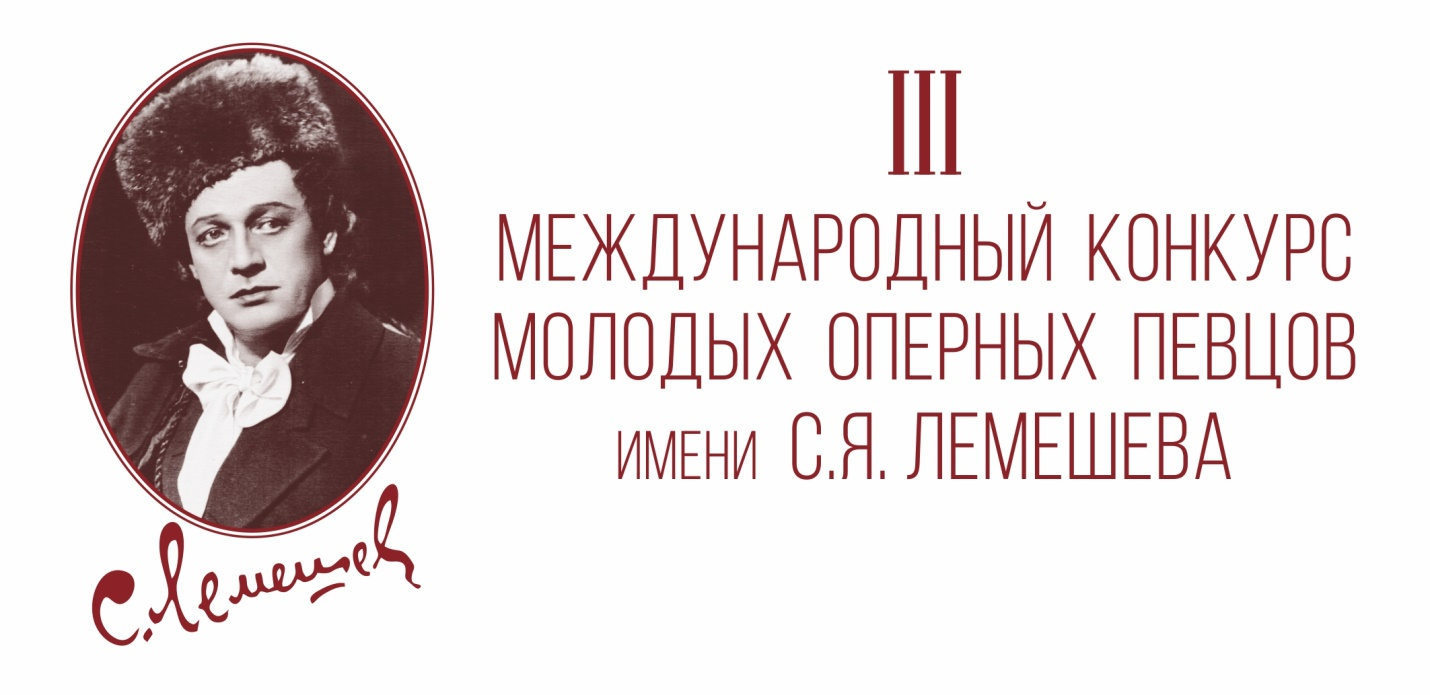 III
МЕЖДУНАРОДНЫЙ КОНКУРС
МОЛОДЫХ ОПЕРНЫХ ПЕВЦОВ
ИМЕНИ С.Я. ЛЕМЕШЕВА
С. Лемешев